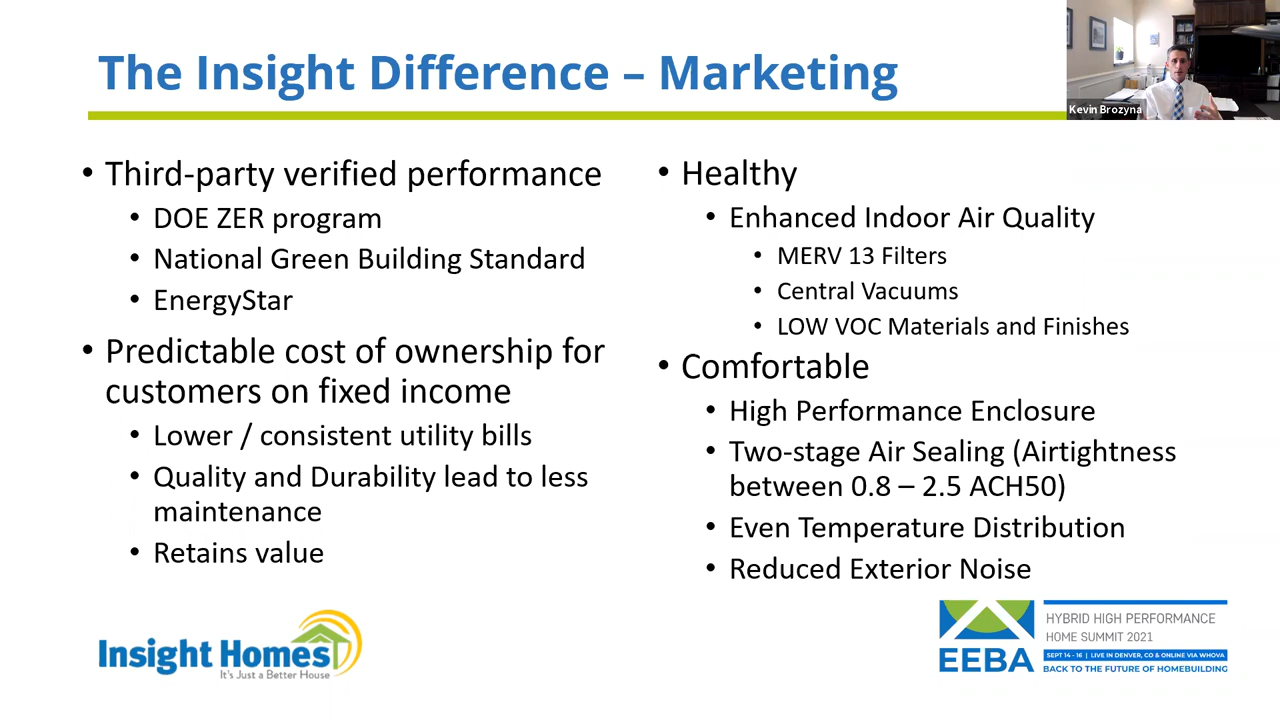 The Insight Difference – Marketing
Kevin Brozyna
• Third-party verified performance
• DOE ZER program
• National Green Building Standard
• EnergyStar
• Predictable cost of ownership for
customers on fixed income
• Lower / consistent utility bills
• Quality and Durability lead to less
maintenance
• Retains value
• Healthy
• Enhanced Indoor Air Quality
• MERV 13 Filters
• Central Vacuums
• LOW VOC Materials and Finishes
• Comfortable
• High Performance Enclosure
• Two-stage Air Sealing (Airtightness
between 0.8 – 2.5 ACH50)
• Even Temperature Distribution
• Reduced Exterior Noise
Insight Homes
It's Just a Better House
EEBA
HYBRID HIGH PERFORMANCE
HOME SUMMIT 2021
SEPT 14 - 16 | LIVE IN DENVER, CO & ONLINE VIA WHOVA
BACK TO THE FUTURE OF HOMEBUILDING